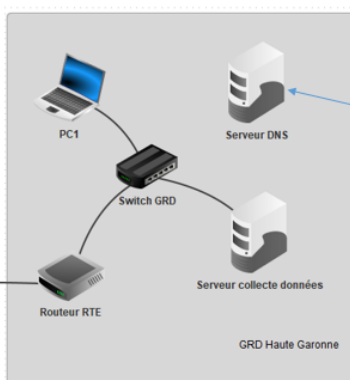 PC1
Serveur DNS
Switch GRD
Serveur collecte données
Routeur RTE
GRD Haute Garonne